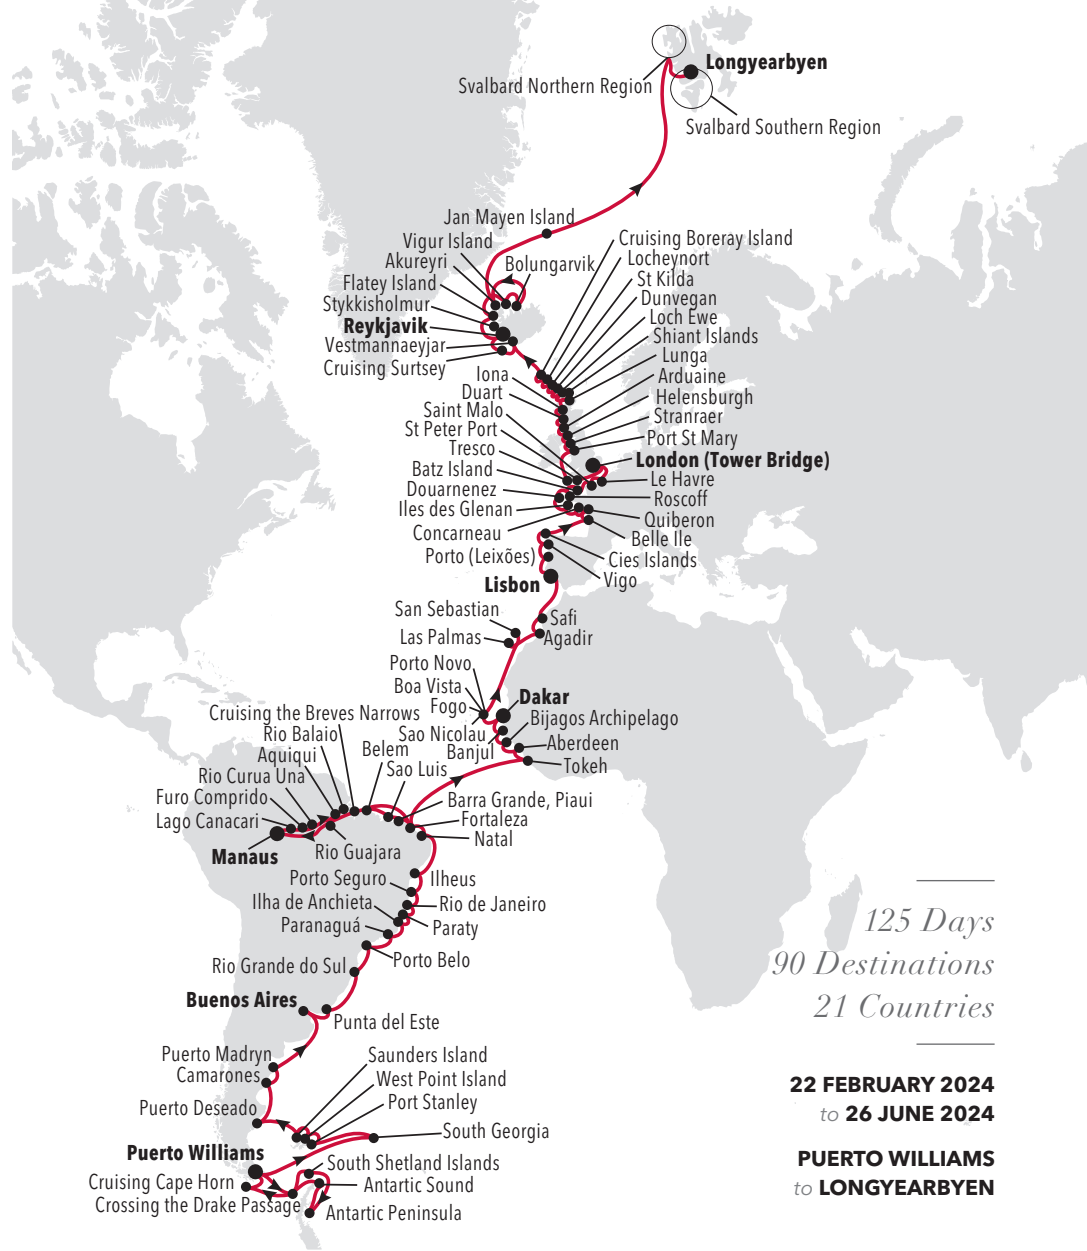 Longyearbyen
Svalbard Northern Region
Svalbard Southern Region
Jan Mayen Island
Vigur Island
Cruising Boreray Island
Akureyri
Locheynort
Bolungarvik
Flatey Island
St Kilda
Stykkisholmur
Dunvegan
Reykjavik
Loch Ewe
Vestmannaeyjar
Shiant Islands
Cruising Surtsey
Lunga
Iona
Arduaine
Duart
Helensburgh
Saint Malo
Stranraer
St Peter Port
Port St Mary
Tresco
London (Tower Bridge)
Batz Island
Le Havre
Douarnenez
Roscoff
Iles des Glenan
Quiberon
Concarneau
Belle Ile
Porto (Leixões)
Cies Islands
Lisbon
Vigo
San Sebastian
Safi
Las Palmas
Agadir
Porto Novo
Boa Vista
Dakar
Fogo
Cruising the Breves Narrows
Bijagos Archipelago
Rio Balaio
Sao Nicolau
Aquiqui
Belem
Banjul
Aberdeen
Rio Curua Una
Sao Luis
Tokeh
Furo Comprido
Barra Grande, Piaui
Lago Canacari
Fortaleza
Manaus
Rio Guajara
Natal
Porto Seguro
Ilheus
Ilha de Anchieta
Rio de Janeiro
Paranaguá
Paraty
Rio Grande do Sul
Porto Belo
Buenos Aires
Punta del Este
Puerto Madryn
Saunders Island
Camarones
West Point Island
Puerto Deseado
Port Stanley
South Georgia
Puerto Williams
South Shetland Islands
Cruising Cape Horn
Antartic Sound
Crossing the Drake Passage
Antartic Peninsula
125 Days
90 Destinations
21 Countries
22 FEBRUARY 2024
to 26 JUNE 2024
PUERTO WILLIAMS
to LONGYEARBYEN